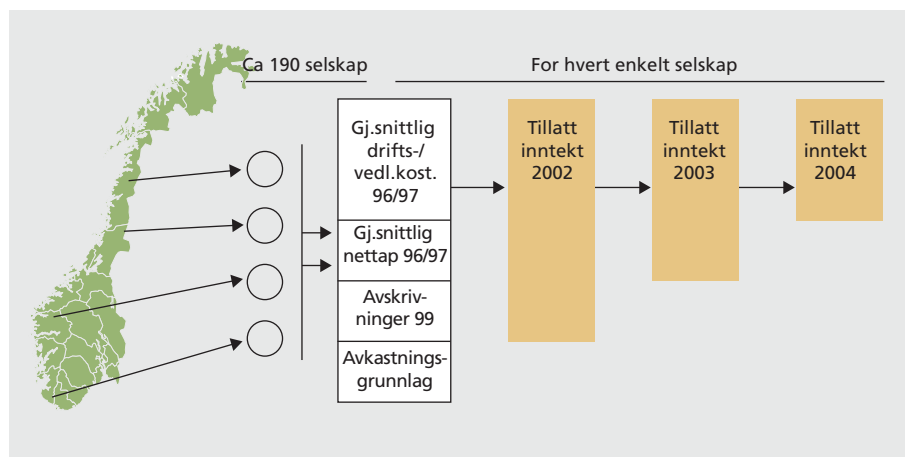 Ca 190 selskap
For hvert enkelt selskap
Gj.snittlig
drifts-/
vedl.kost.
96/97
Gj.snittlig
nettap 96/97
Avskriv-
ninger 99
Avkastnings-
grunnlag
Tillatt
inntekt
2002
Tillatt
inntekt
2003
Tillatt
inntekt
2004